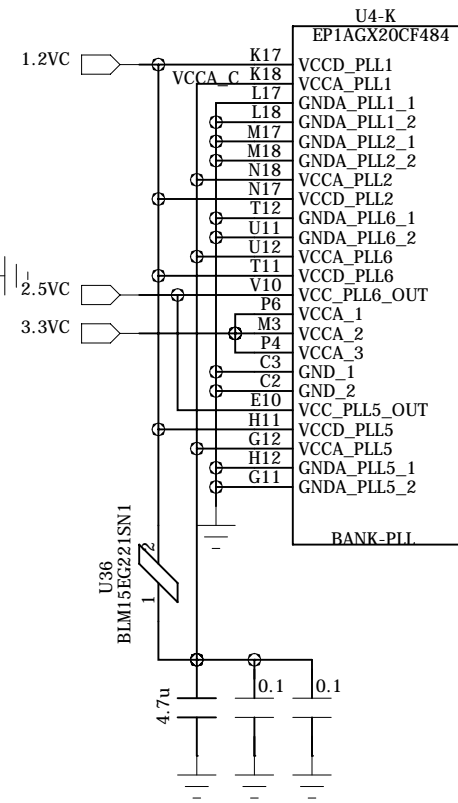 U4-K
EP1AGX20CF484
1.2VC
K17 VCCD_PLL1
VCCA_C K18 VCCA_PLL1
L17 GNDA_PLL1_1
L18 GNDA_PLL1_2
M17 GNDA_PLL2_1
M18 GNDA_PLL2_2
N18 VCCA_PLL2
N17 VCCD_PLL2
T12 GNDA_PLL6_1
U11 GNDA_PLL6_2
U12 VCCA_PLL6
T11 VCCD_PLL6
2.5VC V10 VCC_PLL6_OUT
P6 VCCA_1
3.3VC M3 VCCA_2
P4 VCCA_3
C3 GND_1
C2 GND_2
E10 VCC_PLL5_OUT
H11 VCCD_PLL5
G12 VCCA_PLL5
H12 GNDA_PLL5_1
G11 GNDA_PLL5_2
BANK-PLL
U36
BLM15EG221SN1
2
1
4.7u
0.1
0.1